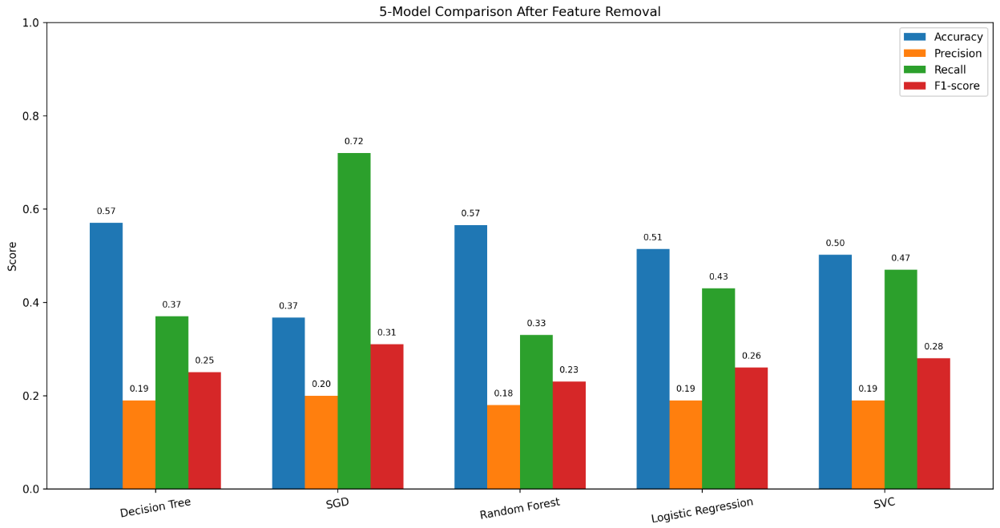 5-Model Comparison After Feature Removal
1.0
0.8
0.6
0.4
0.2
0.0
Score
Accuracy
Precision
Recall
F1-score
0.57
0.19
0.37
0.25
0.37
0.20
0.72
0.31
0.57
0.18
0.33
0.23
0.51
0.19
0.43
0.26
0.50
0.19
0.47
0.28
Decision Tree
SGD
Random Forest
Logistic Regression
SVC